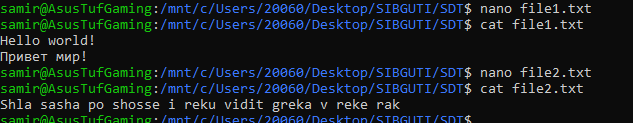 samir@AsusTufGaming:/mnt/c/Users/20060/Desktop/SIBGUTI/SDT$ nano file1.txt
samir@AsusTufGaming:/mnt/c/Users/20060/Desktop/SIBGUTI/SDT$ cat file1.txt
Hello world!
Привет мир!
samir@AsusTufGaming:/mnt/c/Users/20060/Desktop/SIBGUTI/SDT$ nano file2.txt
samir@AsusTufGaming:/mnt/c/Users/20060/Desktop/SIBGUTI/SDT$ cat file2.txt
Shla sasha po shosse i reku vidit greka v reke rak
samir@AsusTufGaming:/mnt/c/Users/20060/Desktop/SIBGUTI/SDT$